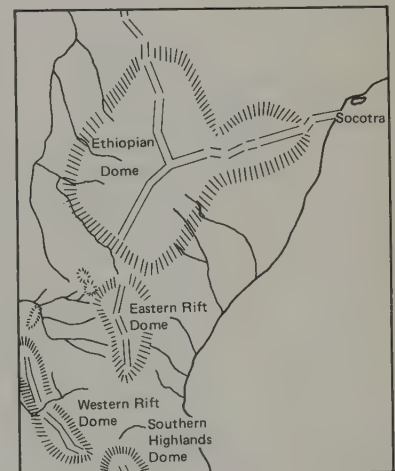 Ethiopian
Dome
Socotra
Eastern Rift
Dome
Western Rift
Dome
Southern
Highlands
Dome